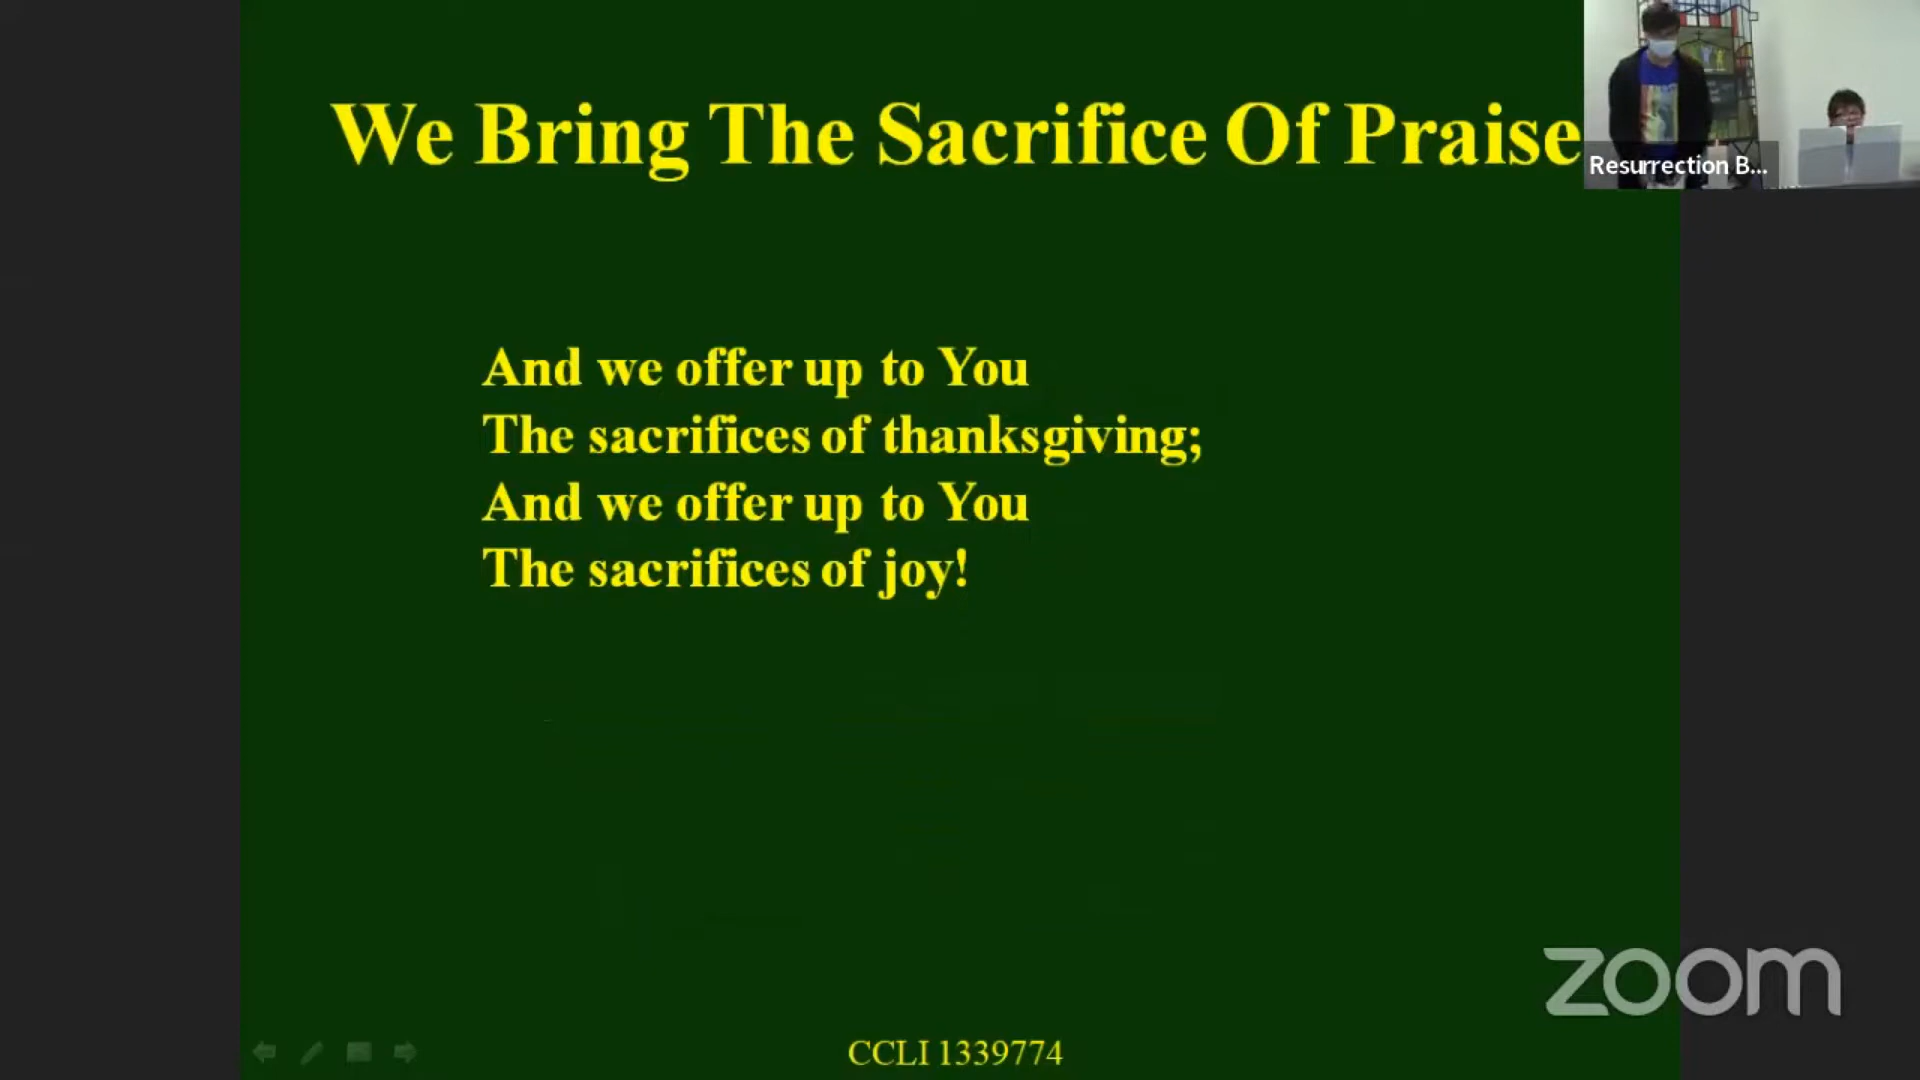 We Bring The Sacrifice Of Praise
Resurrection B...
And we offer up to You
The sacrifices of thanksgiving;
And we offer up to You
The sacrifices of joy!
zoom
CCLI 1339774